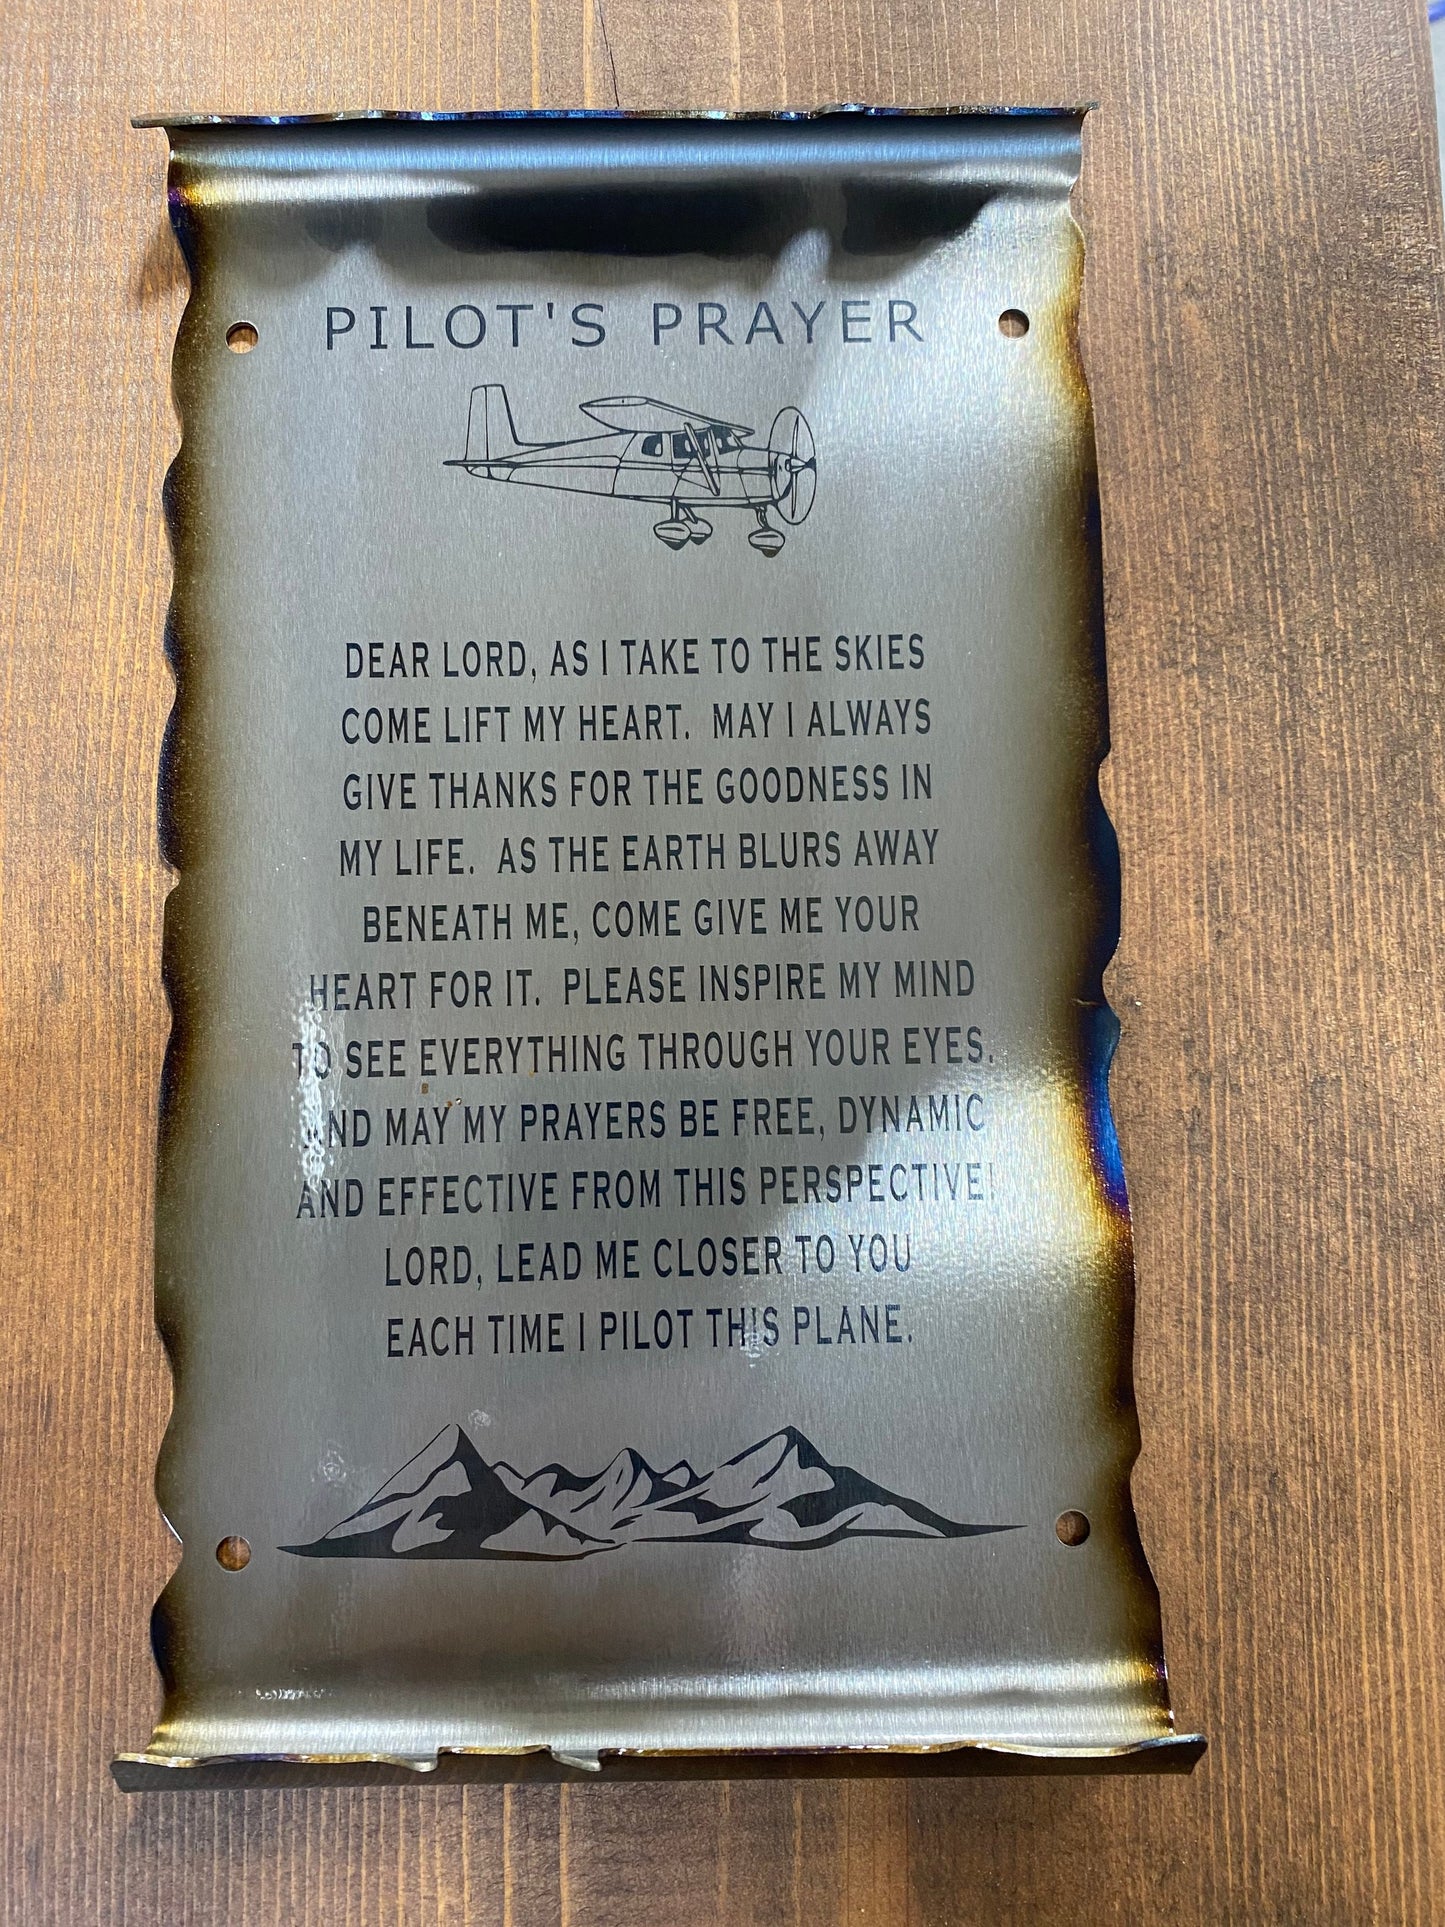 PILOT'S PRAYER
DEAR LORD, AS I TAKE TO THE SKIES
COME LIFT MY HEART. MAY I ALWAYS
GIVE THANKS FOR THE GOODNESS IN
MY LIFE. AS THE EARTH BLURS AWAY
BENEATH ME, COME GIVE ME YOUR
HEART FOR IT. PLEASE INSPIRE MY MIND
TO SEE EVERYTHING THROUGH YOUR EYES.
AND MAY MY PRAYERS BE FREE, DYNAMIC
AND EFFECTIVE FROM THIS PERSPECTIVE!
LORD, LEAD ME CLOSER TO YOU
EACH TIME I PILOT THIS PLANE.